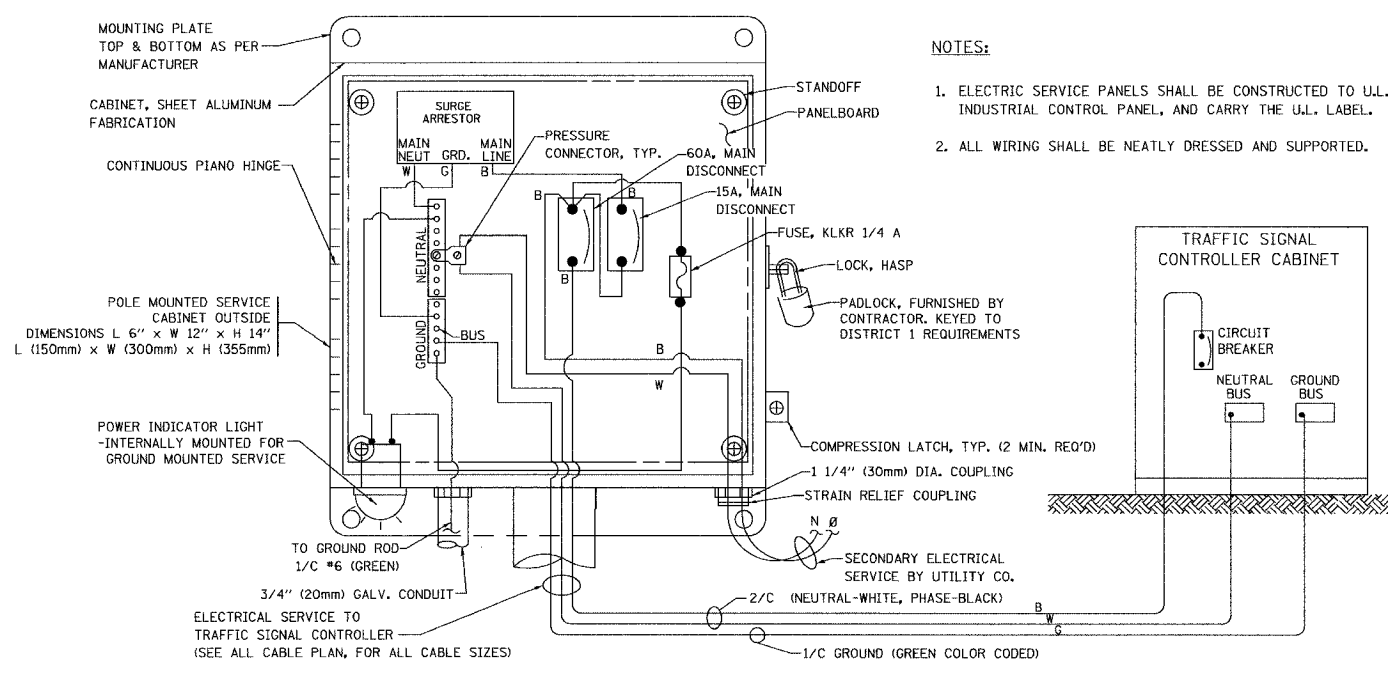 MOUNTING PLATE
TOP & BOTTOM AS PER
MANUFACTURER
CABINET, SHEET ALUMINUM
FABRICATION
CONTINUOUS PIANO HINGE
POLE MOUNTED SERVICE
CABINET OUTSIDE
DIMENSIONS L 6" x W 12" x H 14"
L (150mm) x W (300mm) x H (355mm)
POWER INDICATOR LIGHT
-INTERNALLY MOUNTED FOR
GROUND MOUNTED SERVICE
TO GROUND ROD
1/C #6 (GREEN)
3/4" (20mm) GALV. CONDUIT
ELECTRICAL SERVICE TO
TRAFFIC SIGNAL CONTROLLER
(SEE ALL CABLE PLAN, FOR ALL CABLE SIZES)
SURGE
ARRESTOR
MAIN
NEUT
GRD.
MAIN
LINE
W
G
B
PRESSURE
CONNECTOR, TYP.
NEUTRAL
GROUND
BUS
B
B
B
B
W
STANDOFF
PANELBOARD
60A, MAIN
DISCONNECT
15A, MAIN
DISCONNECT
FUSE, KLKR 1/4 A
LOCK, HASP
PADLOCK, FURNISHED BY
CONTRACTOR. KEYED TO
DISTRICT 1 REQUIREMENTS
COMPRESSION LATCH, TYP. (2 MIN. REQ'D)
1 1/4" (30mm) DIA. COUPLING
STRAIN RELIEF COUPLING
N Ø
SECONDARY ELECTRICAL
SERVICE BY UTILITY CO.
2/C (NEUTRAL-WHITE, PHASE-BLACK)
1/C GROUND (GREEN COLOR CODED)
B
W
G
NOTES:
1. ELECTRIC SERVICE PANELS SHALL BE CONSTRUCTED TO U.L.
INDUSTRIAL CONTROL PANEL, AND CARRY THE U.L. LABEL.
2. ALL WIRING SHALL BE NEATLY DRESSED AND SUPPORTED.
TRAFFIC SIGNAL
CONTROLLER CABINET
CIRCUIT
BREAKER
NEUTRAL
BUS
GROUND
BUS